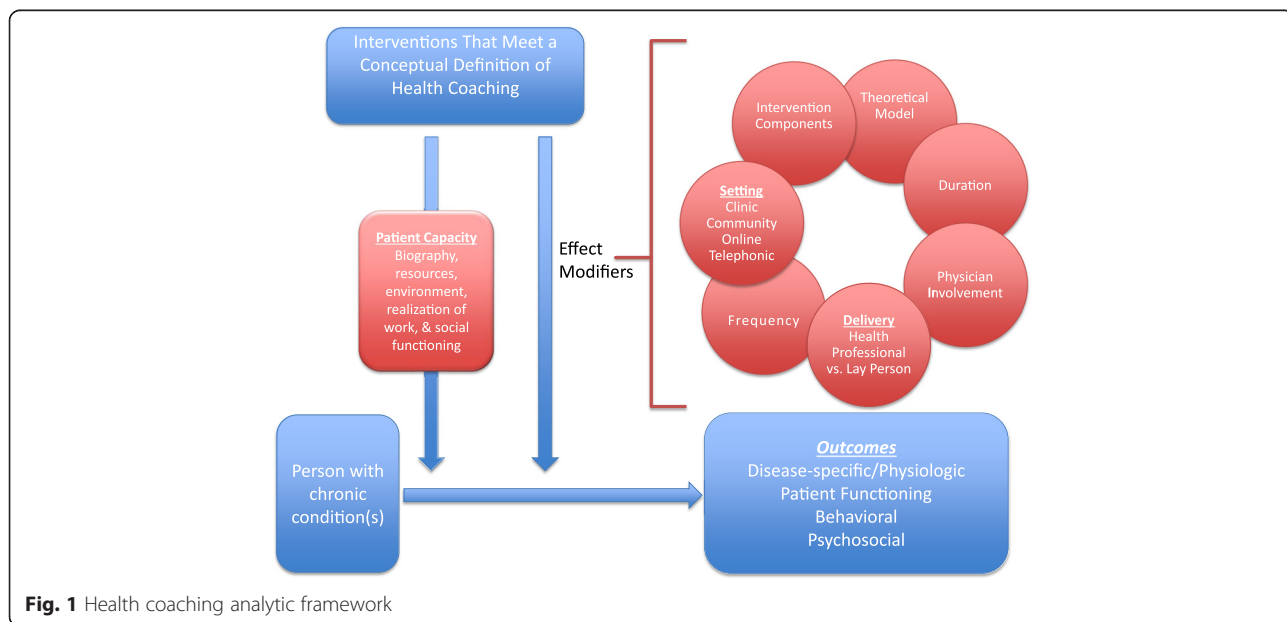 Interventions That Meet a
Conceptual Definition of
Health Coaching
Patient Capacity
Biography,
resources,
environment,
realization of
work, & social
functioning
Effect
Modifiers
Theoretical
Model
Intervention
Components
Duration
Setting
Clinic
Community
Online
Telephonic
Physician
Involvement
Frequency
Delivery
Health
Professional
vs. Lay Person
Person with
chronic
condition(s)
Outcomes
Disease-specific/Physiologic
Patient Functioning
Behavioral
Psychosocial
Fig. 1 Health coaching analytic framework